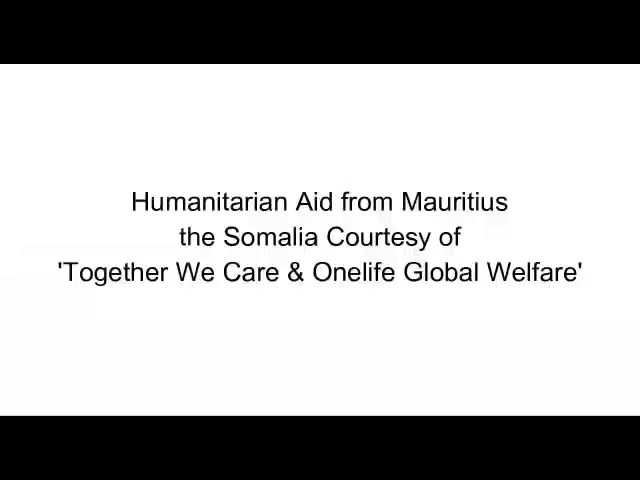 Humanitarian Aid from Mauritius
the Somalia Courtesy of
'Together We Care & Onelife Global Welfare'